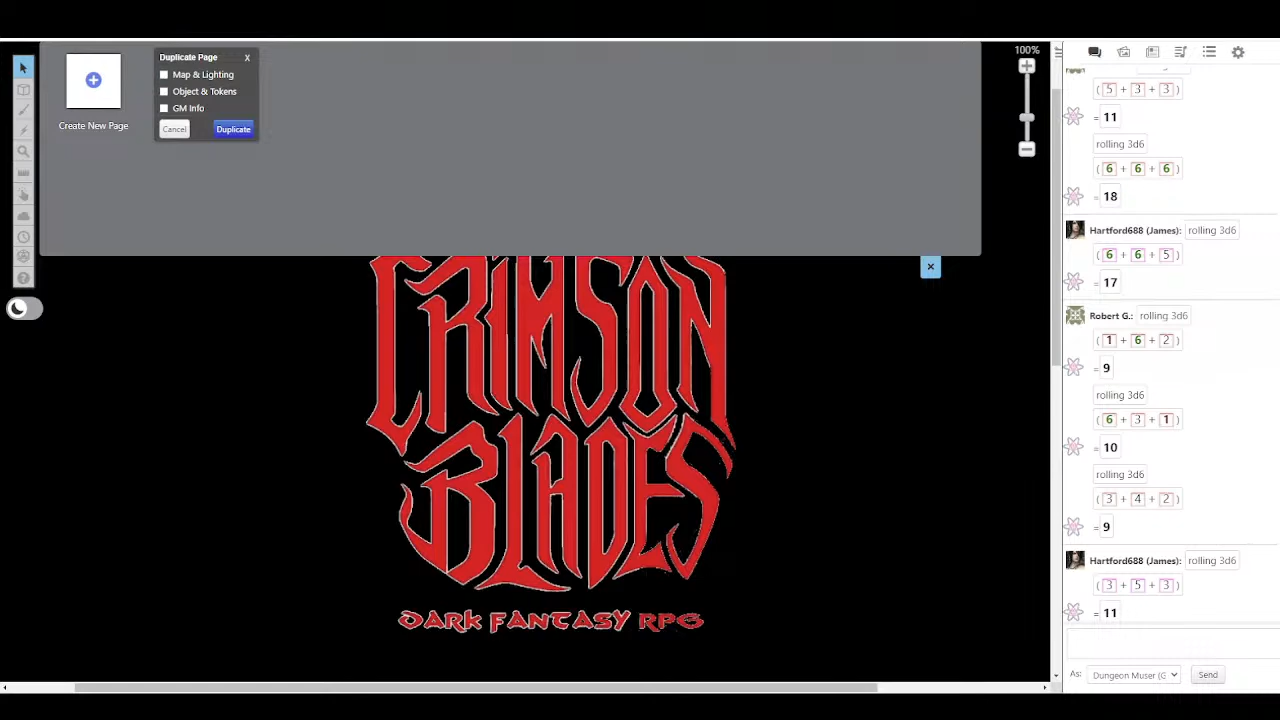 Duplicate Page X
Map & Lighting
Object & Tokens
GM Info
Cancel Duplicate
Create New Page
100%
CRIMSON
BLADES
DARK FANTASY RPG
(5+3+3)
= 11
rolling 3d6
(6+6+6)
= 18
Hartford688 (James): rolling 3d6
(6+6+5)
= 17
Robert G.: rolling 3d6
(1+6+2)
= 9
rolling 3d6
(6+3+1)
= 10
rolling 3d6
(3+4+2)
= 9
Hartford688 (James): rolling 3d6
(3+5+3)
= 11
As: Dungeon Muser (G Send